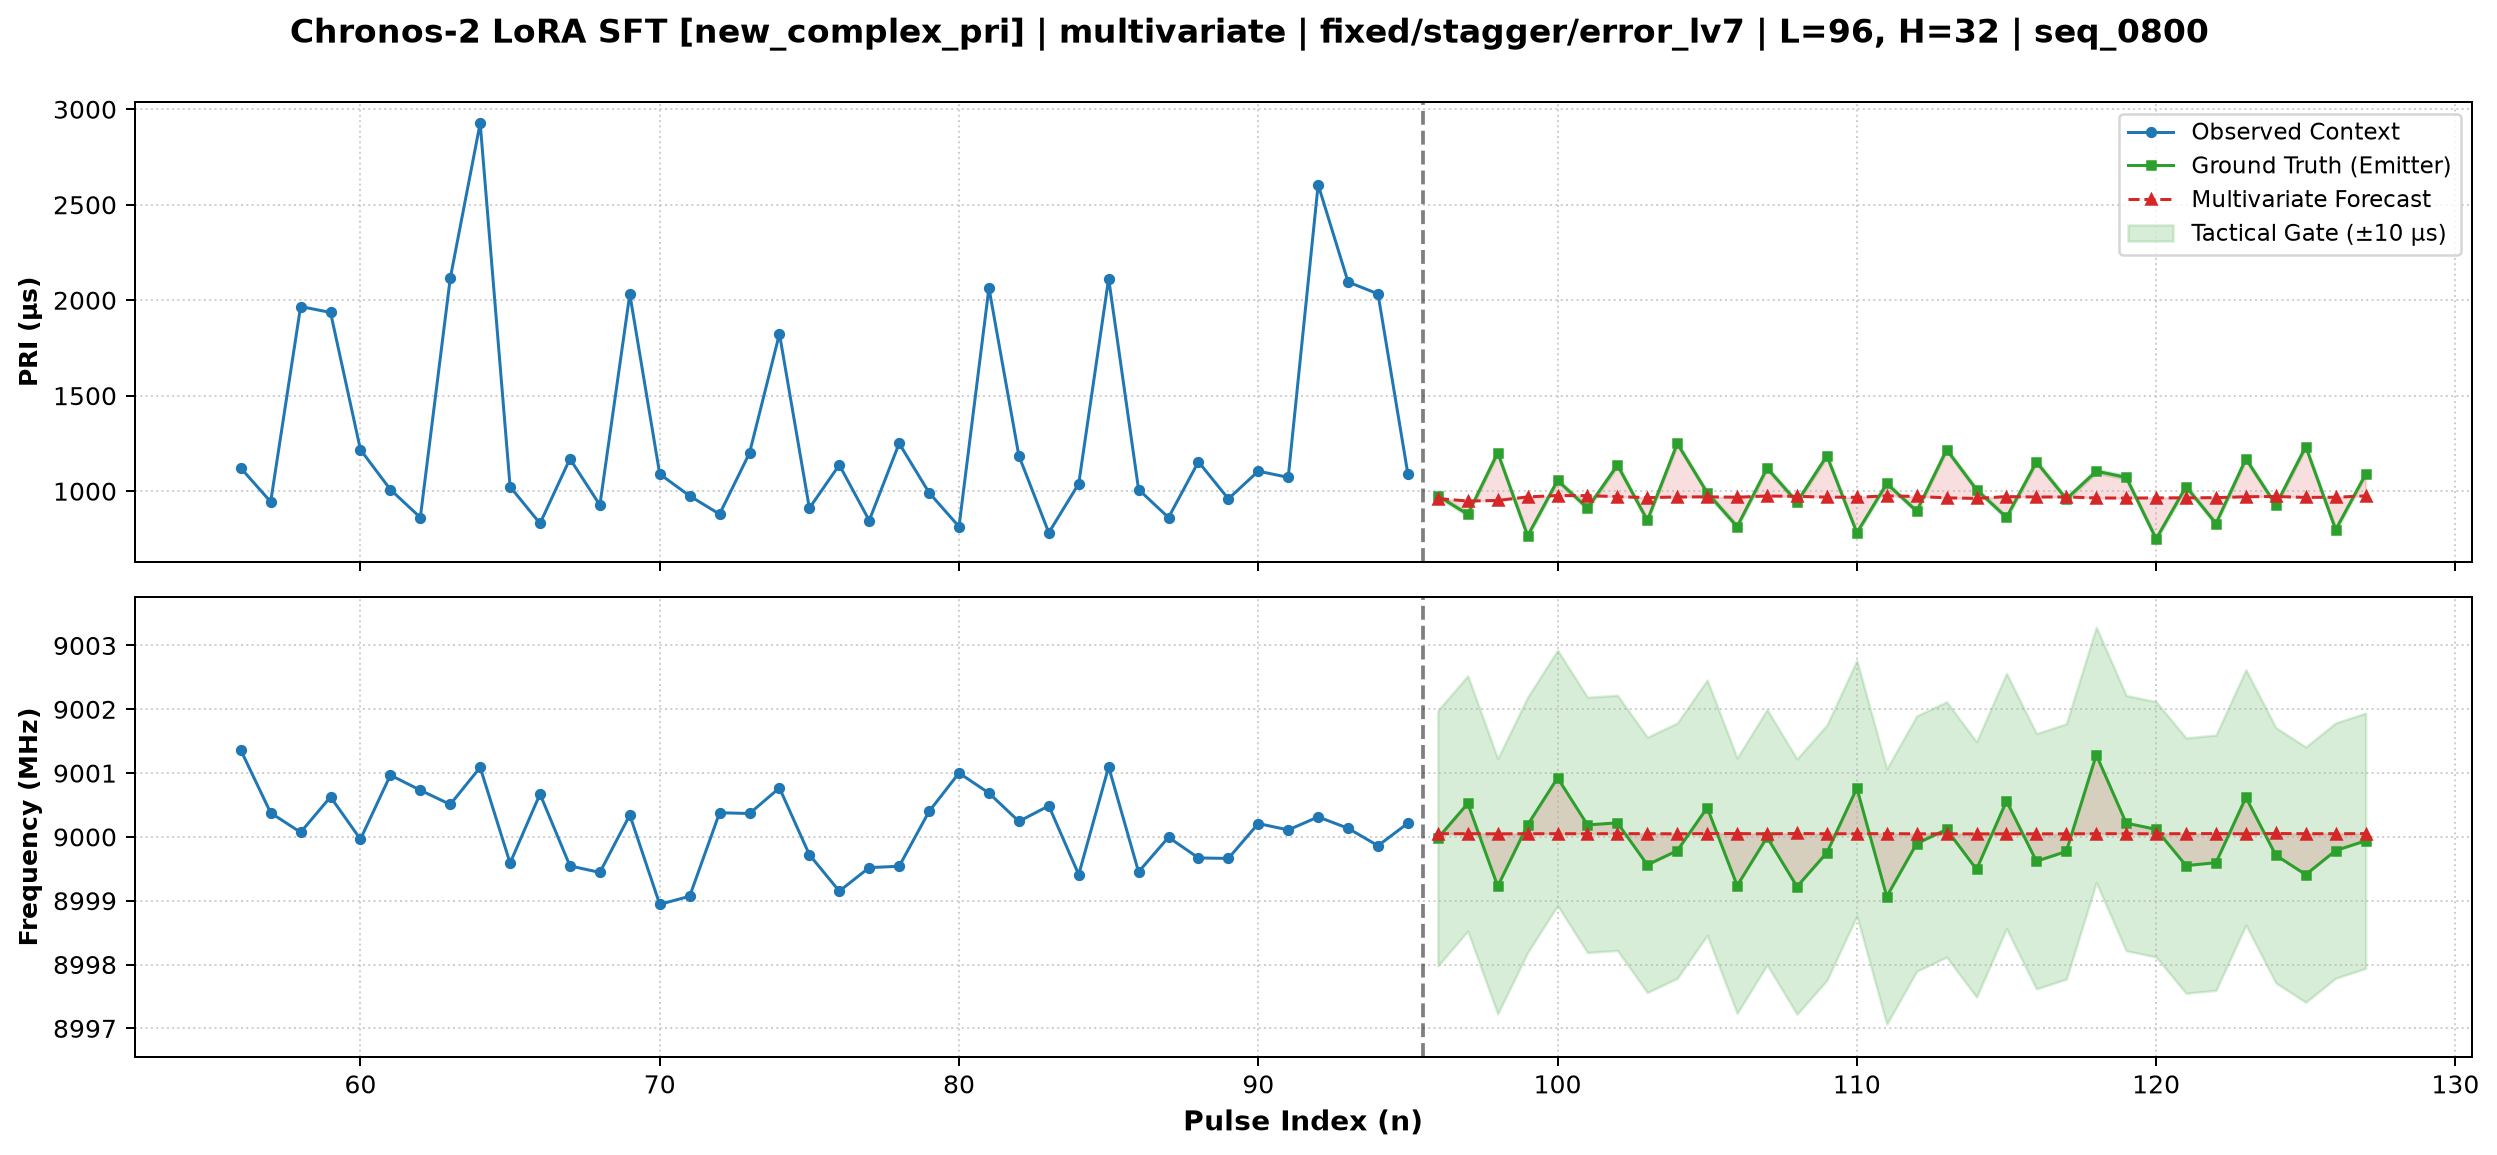 Chronos-2 LoRA SFT [new_complex_pri] | multivariate | fixed/stagger/error_lv7 | L=96, H=32 | seq_0800
3000
2500
2000
1500
1000
PRI (µs)
Observed Context
Ground Truth (Emitter)
Multivariate Forecast
Tactical Gate (±10 µs)
9003
9002
9001
9000
8999
8998
8997
Frequency (MHz)
60 70 80 90 100 110 120 130
Pulse Index (n)